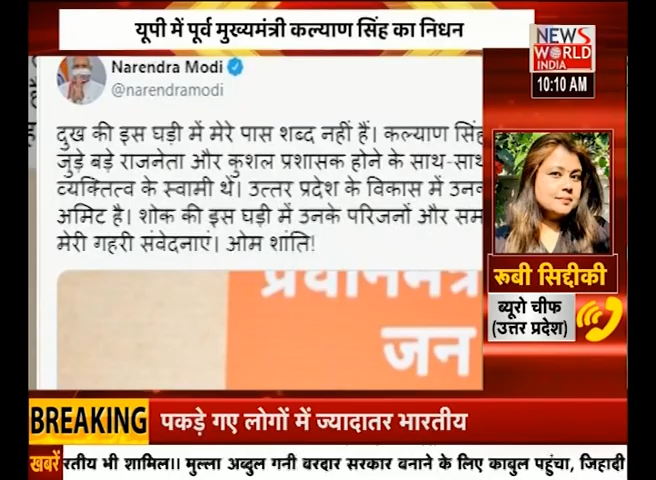 यूपी में पूर्व मुख्यमंत्री कल्याण सिंह का निधन
NEWS
WORLD
INDIA
10:10 AM
Narendra Modi
@narendramodi
दुख की इस घड़ी में मेरे पास शब्द नहीं हैं। कल्याण सिंह
जुड़े बड़े राजनेता और कुशल प्रशासक होने के साथ-साथ
व्यक्तित्व के स्वामी थे। उत्तर प्रदेश के विकास में उनक
अमिट है। शोक की इस घड़ी में उनके परिजनों और सम
मेरी गहरी संवेदनाएं। ओम शांति!
प्रधानमंत्र
जन
रूबी सिद्दीकी
ब्यूरो चीफ
(उत्तर प्रदेश)
BREAKING पकड़े गए लोगों में ज्यादातर भारतीय
खबरें रतीय भी शामिल।। मुल्ला अब्दुल गनी बरदार सरकार बनाने के लिए काबुल पहुंचा, जिहादी